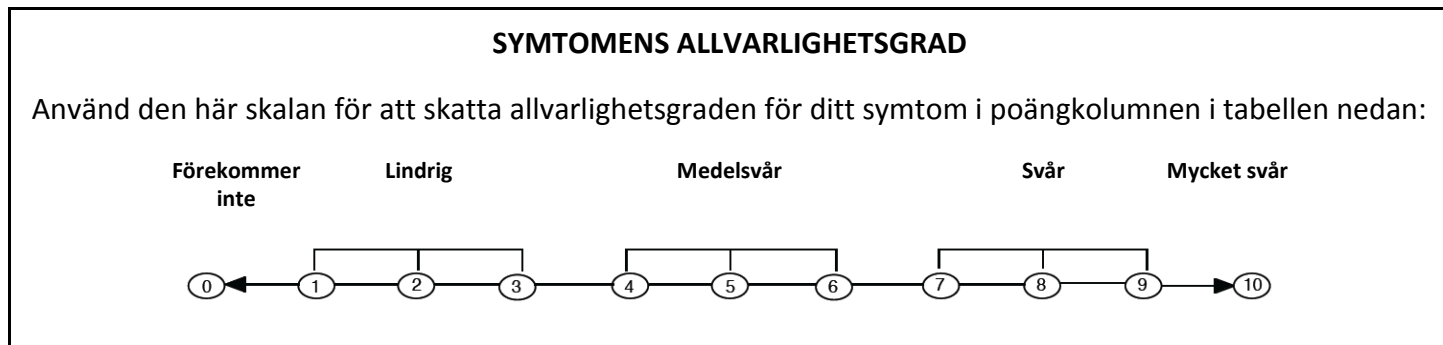 SYMTOMENS ALLVARLIGHETSGRAD
Använd den här skalan för att skatta allvarlighetsgraden för ditt symtom i poängkolumnen i tabellen nedan:
Förekommer inte Lindrig Medelsvår Svår Mycket svår
0 1 2 3 4 5 6 7 8 9 10